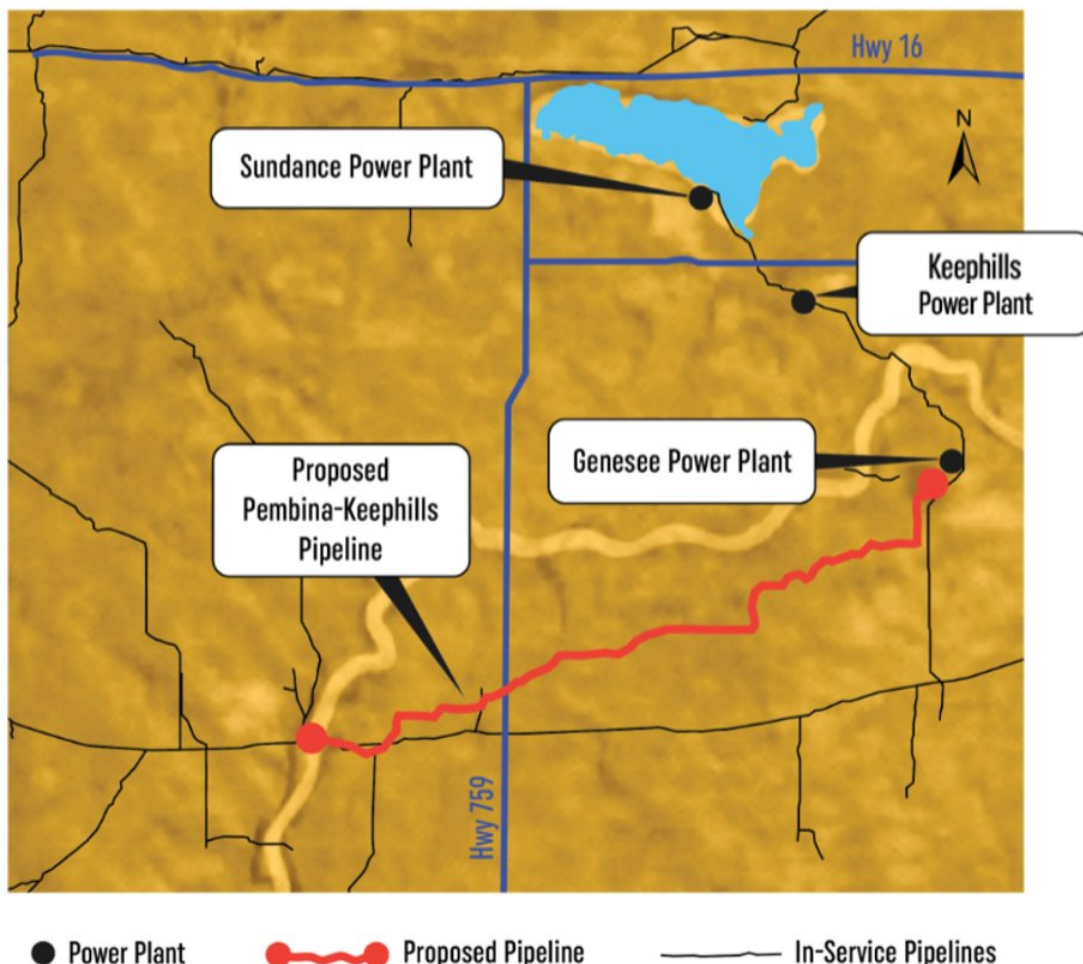 Hwy 16
N
Sundance Power Plant
Keephills
Power Plant
Genesee Power Plant
Proposed
Pembina-Keephills
Pipeline
Hwy 759
Power Plant
Proposed Pipeline
In-Service Pipelines